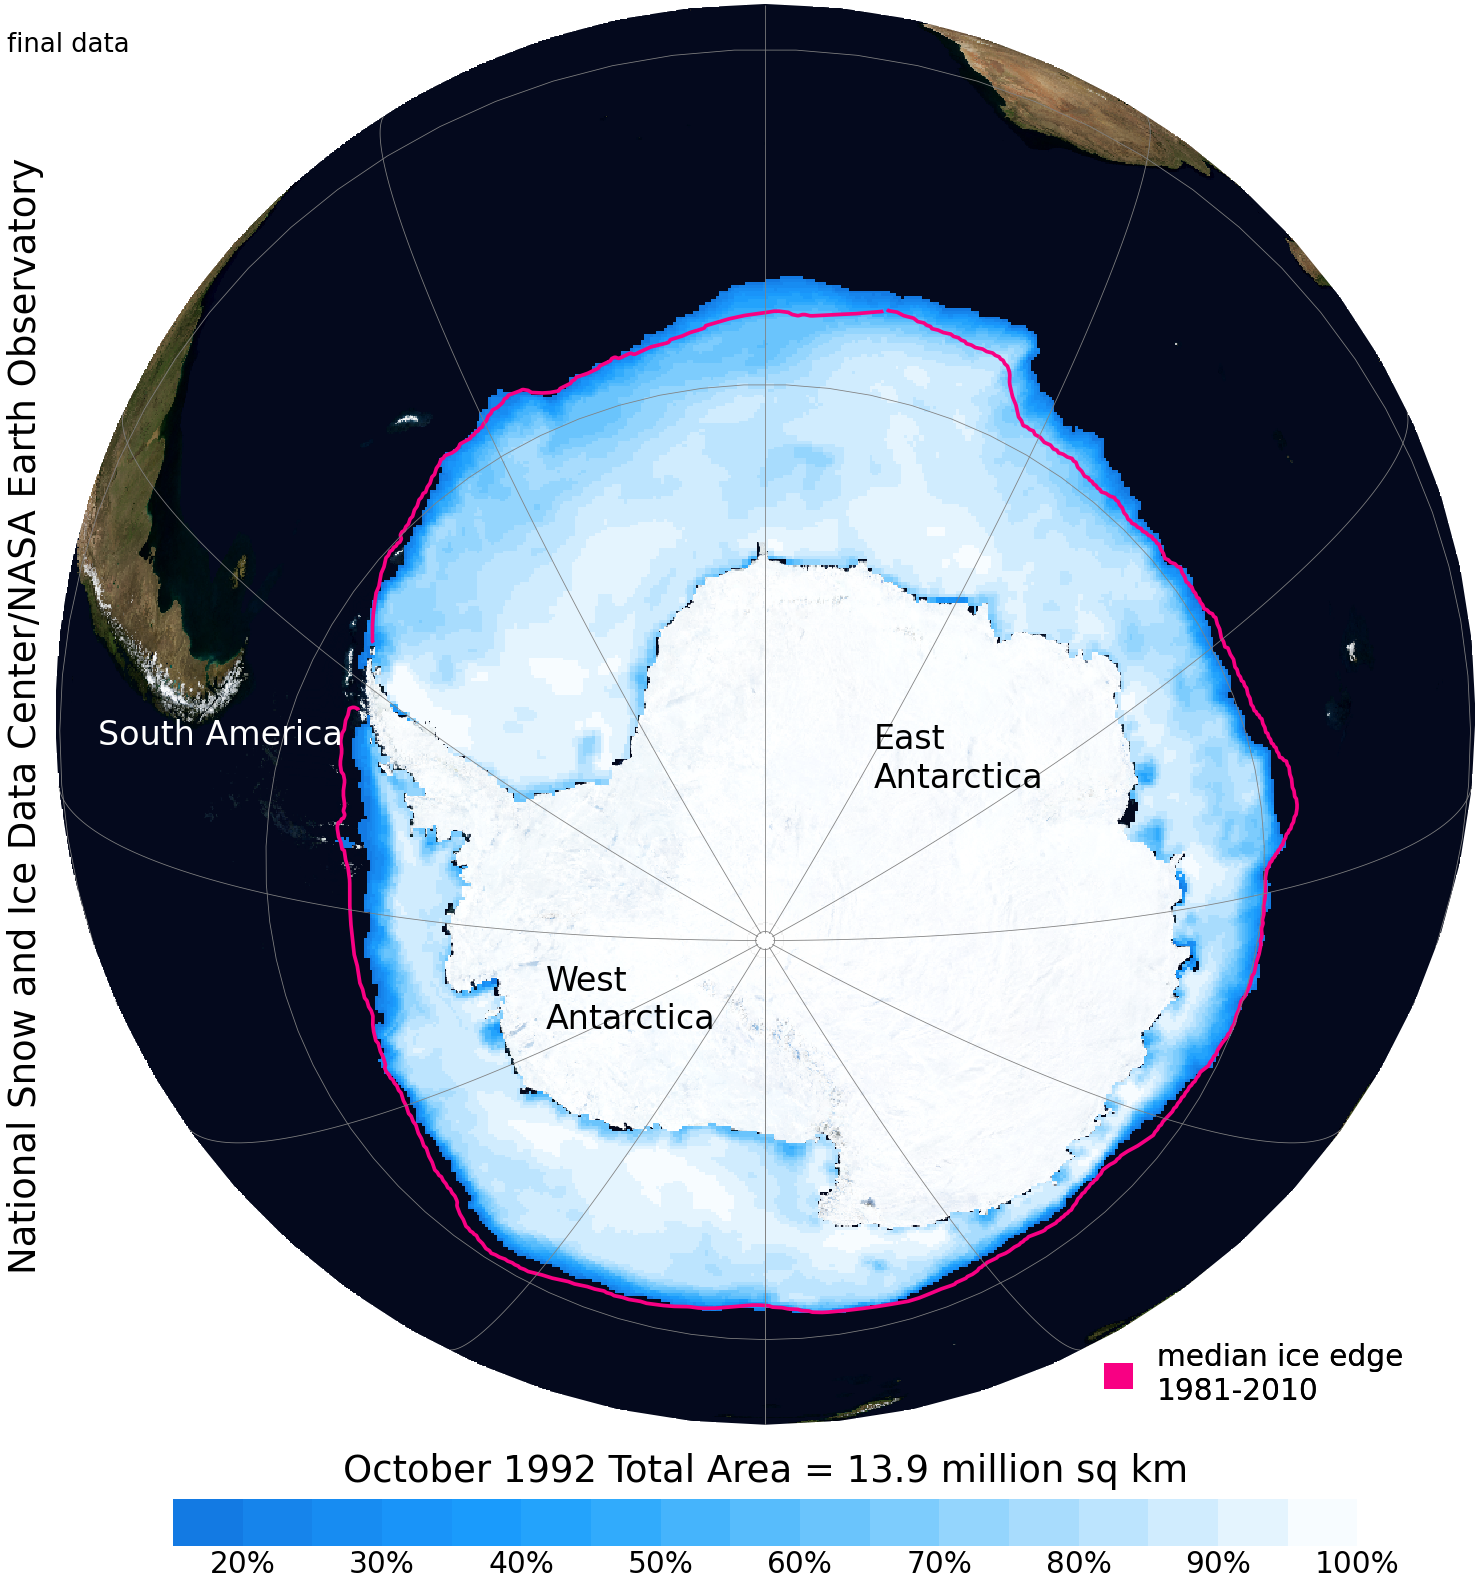 final data
National Snow and Ice Data Center/NASA Earth Observatory
South America
East
Antarctica
West
Antarctica
median ice edge
1981-2010
October 1992 Total Area = 13.9 million sq km
20% 30% 40% 50% 60% 70% 80% 90% 100%